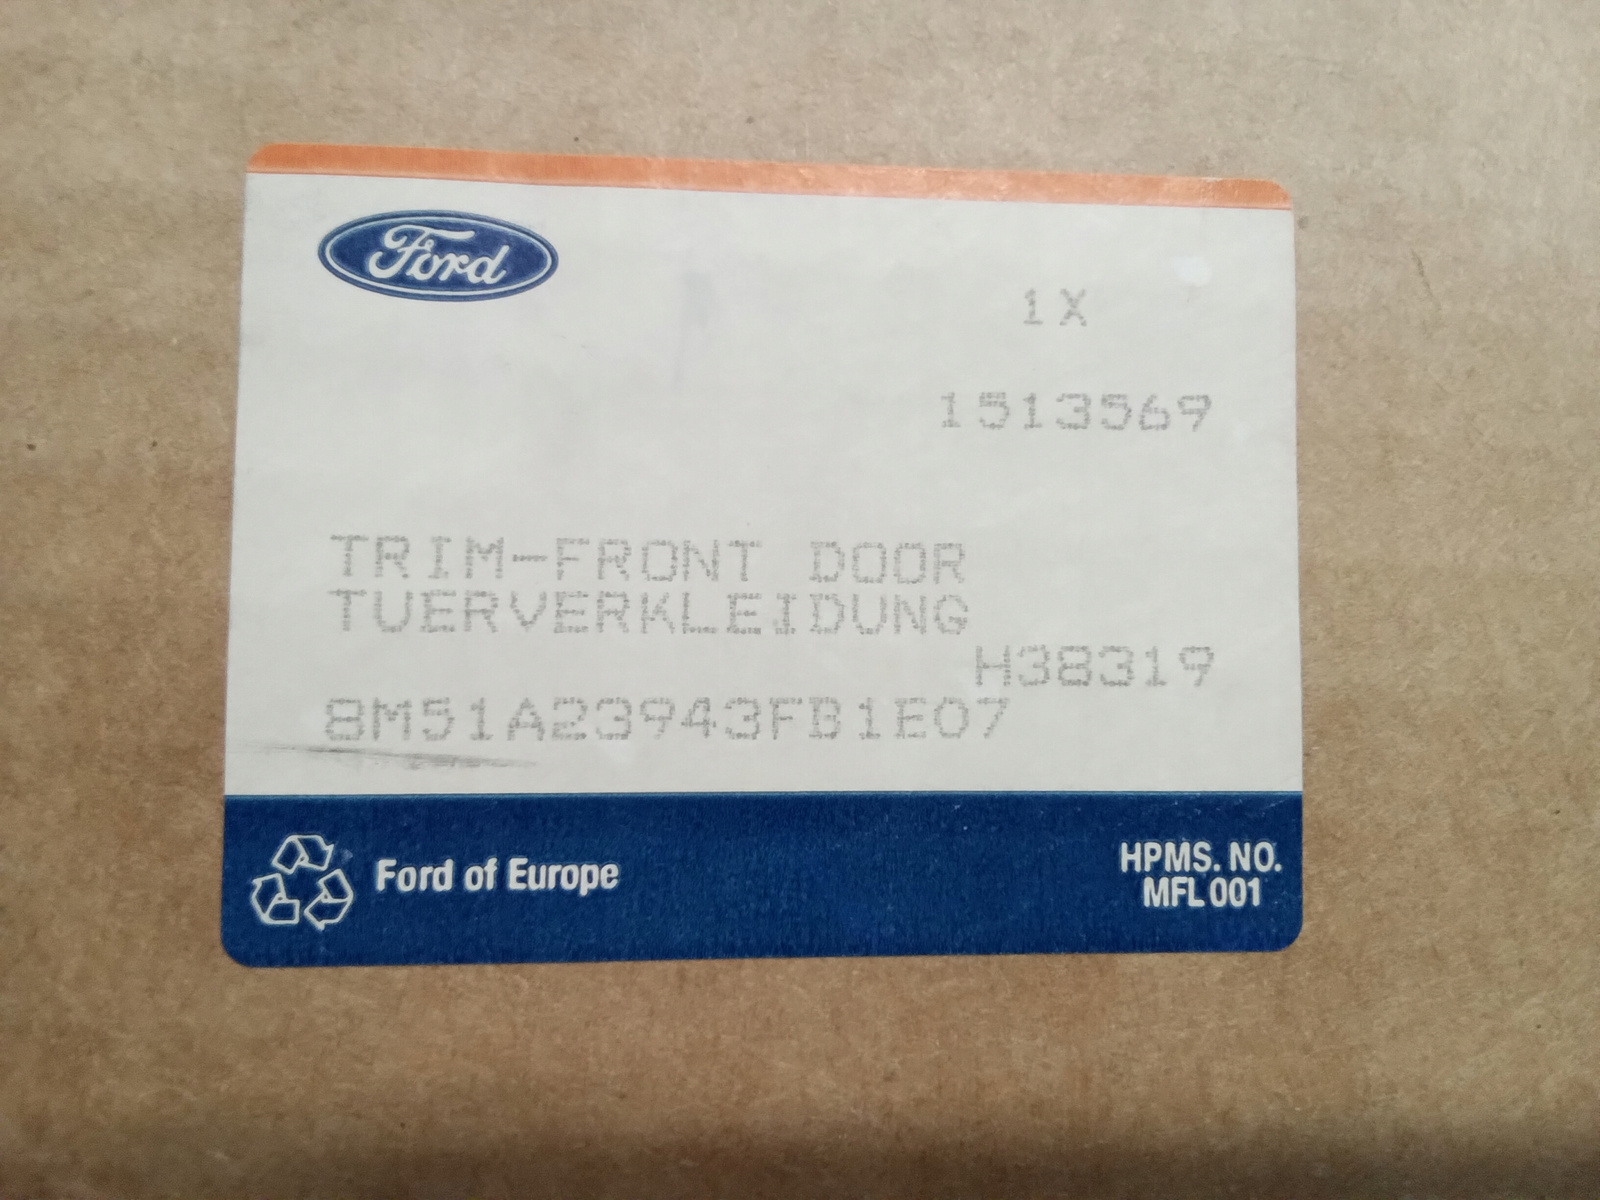 Ford
1X
1513569
TRIM-FRONT DOOR
TUERVERKLEIDUNG
H38319
8M51A23943FB1E07
Ford of Europe
HPMS. NO.
MFL 001